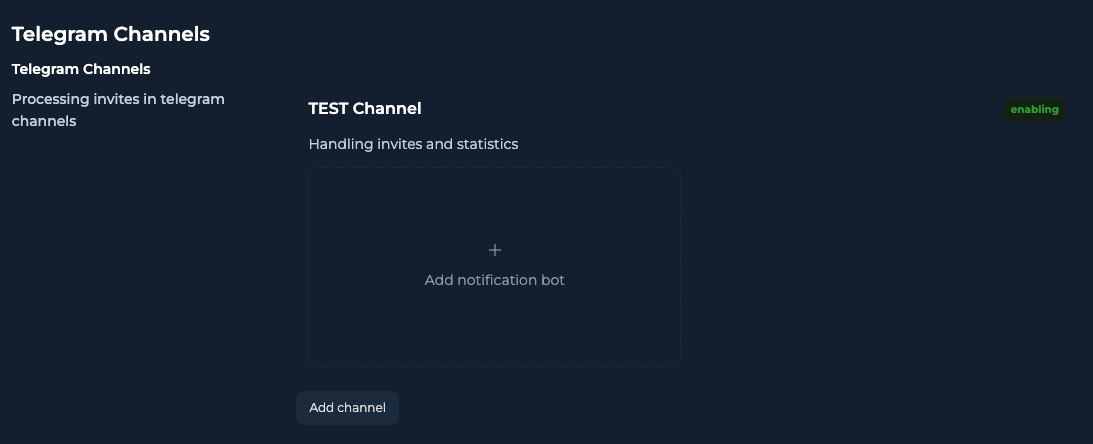 Telegram Channels
Telegram Channels
Processing invites in telegram
channels
TEST Channel
enabling
Handling invites and statistics
Add notification bot
Add channel